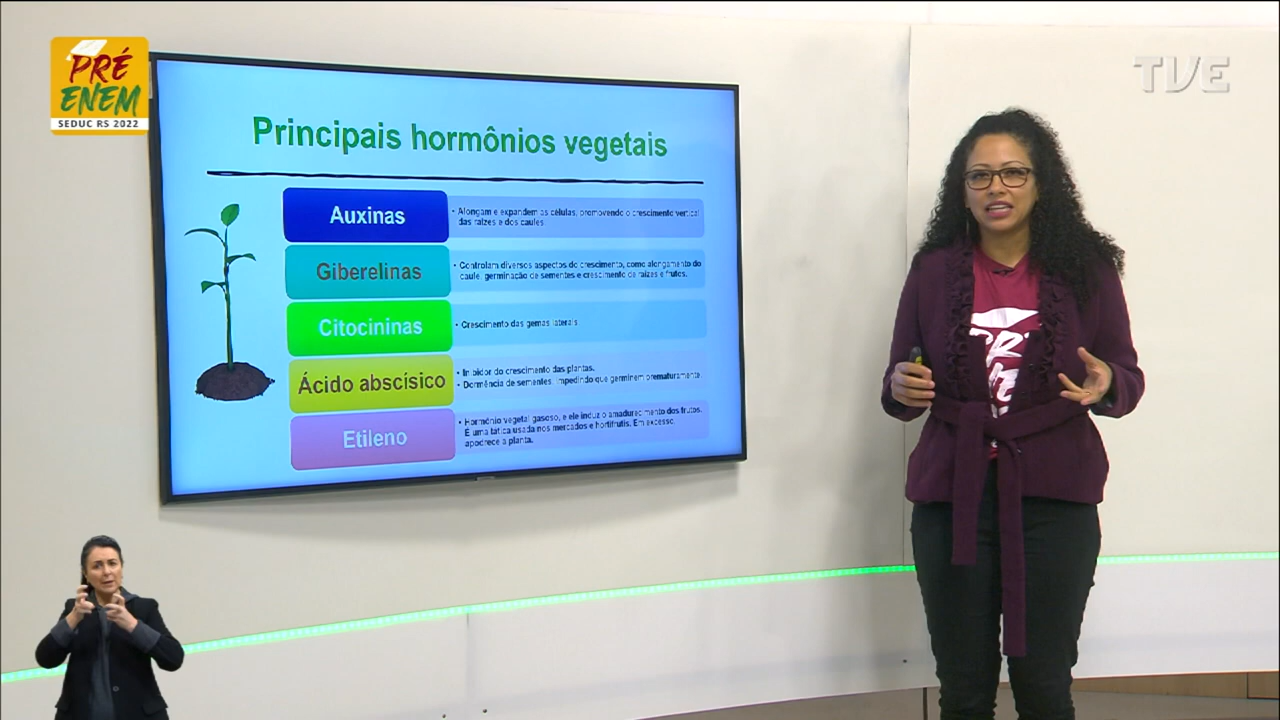 PRÉ
ENEM
SEDUC RS 2022
TVE
Principais hormônios vegetais
Auxinas
• Alongam e expandem as células, promovendo o crescimento vertical
das raízes e dos caules.
Giberelinas
• Controlam diversos aspectos do crescimento, como alongamento do
caule, germinação de sementes e crescimento de raízes e frutos.
Citocininas
• Crescimento das gemas laterais
Ácido abscísico
• Inibidor do crescimento das plantas.
• Dormência de sementes, impedindo que germinem prematuramente.
Etileno
• Hormônio vegetal gasoso, e ele induz o amadurecimento dos frutos.
É uma tática usada nos mercados e hortifrutis. Em excesso,
apodrece a planta.